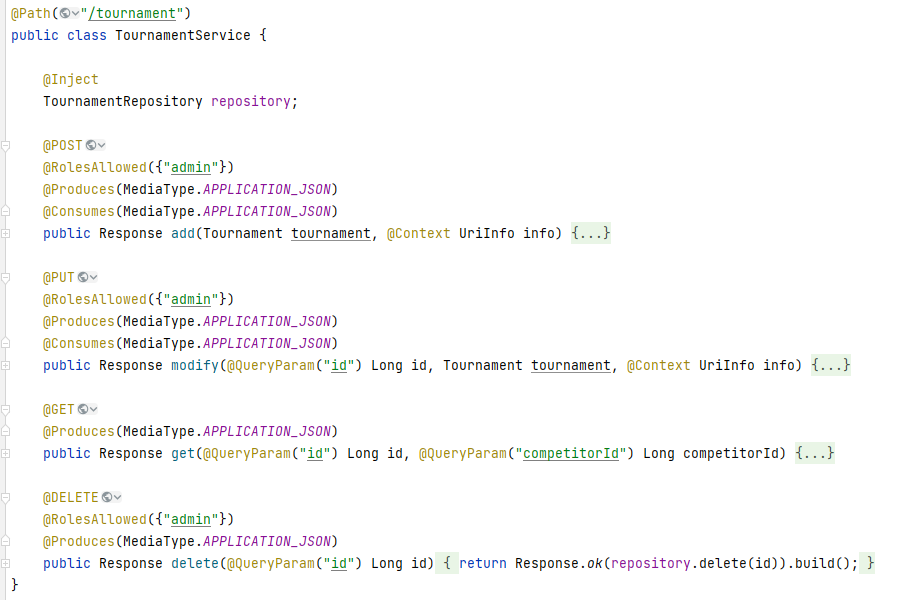 @Path("/tournament")
public class TournamentService {
@Inject
TournamentRepository repository;
@POST
@RolesAllowed({"admin"})
@Produces(MediaType.APPLICATION_JSON)
@Consumes(MediaType.APPLICATION_JSON)
public Response add(Tournament tournament, @Context UriInfo info) {...}
@PUT
@RolesAllowed({"admin"})
@Produces(MediaType.APPLICATION_JSON)
@Consumes(MediaType.APPLICATION_JSON)
public Response modify(@QueryParam("id") Long id, Tournament tournament, @Context UriInfo info) {...}
@GET
@Produces(MediaType.APPLICATION_JSON)
public Response get(@QueryParam("id") Long id, @QueryParam("competitorId") Long competitorId) {...}
@DELETE
@RolesAllowed({"admin"})
@Produces(MediaType.APPLICATION_JSON)
public Response delete(@QueryParam("id") Long id) { return Response.ok(repository.delete(id)).build(); }
}